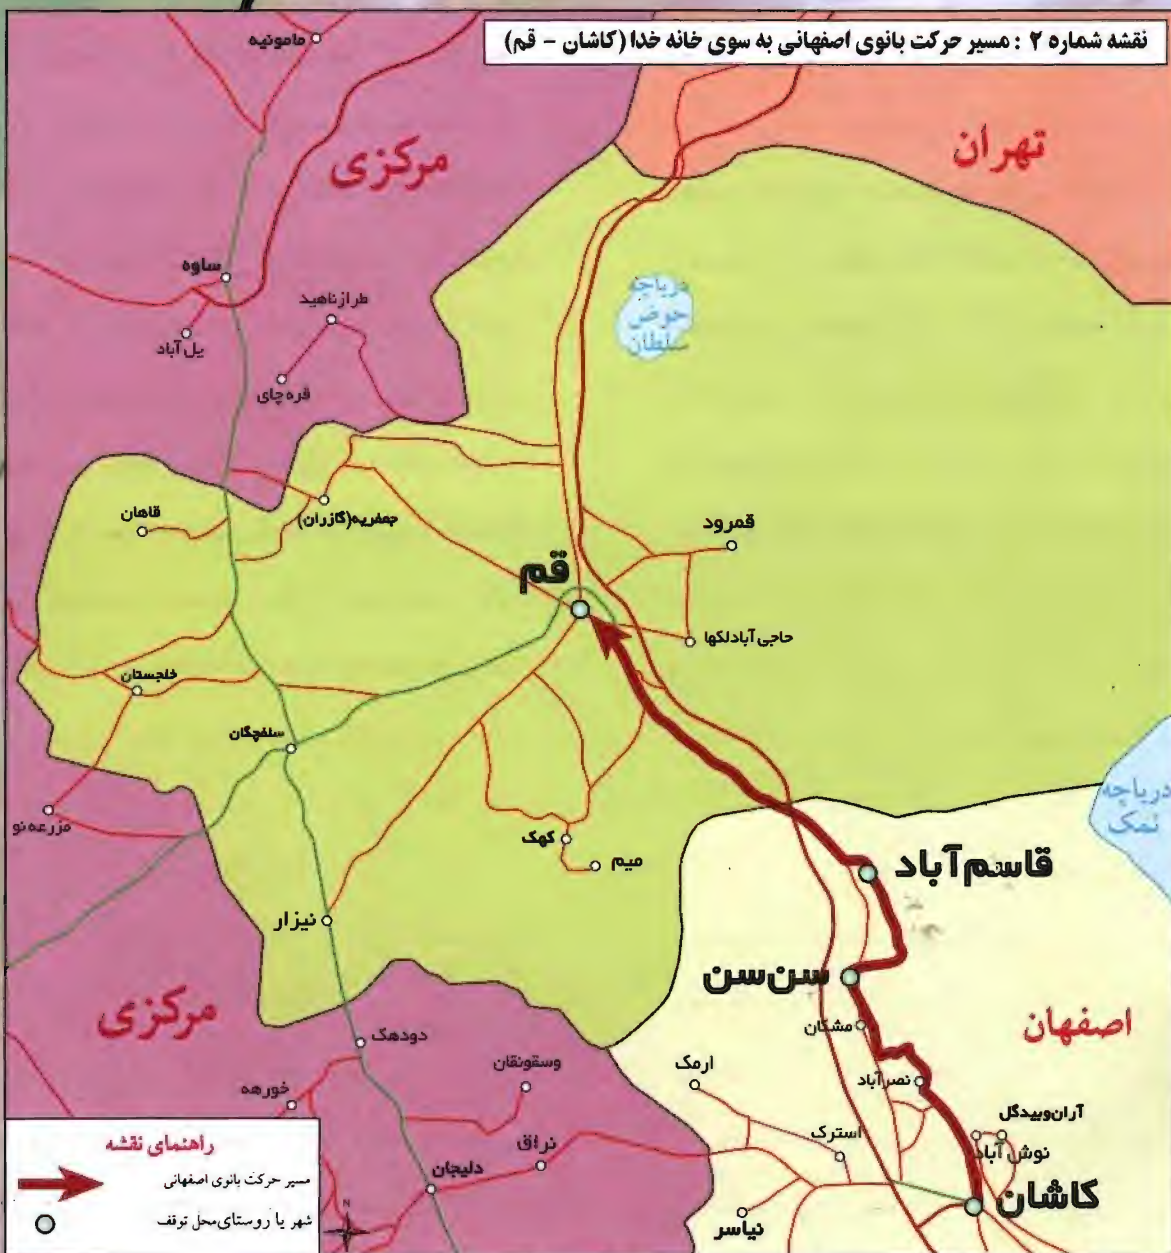 نقشه شماره ۲ : مسیر حرکت بانوی اصفهانی به سوی خانه خدا (کاشان - قم)
مامونیه
مرکزی
تهران
ساوه
طرازناهید
دریاچه
حوض
سلطان
یل آباد
قره‌چای
قاهان
جعفریه(گازران)
قمرود
قم
حاجی آبادلکها
خلجستان
سلفچگان
دریاچه
نمک
مزرعه‌نو
کهک
میم
قاسم‌آباد
نیزار
سن‌سن
مرکزی
اصفهان
مشکان
دودهک
وسقونقان
ارمک
نصرآباد
خورهه
آران‌وبیدگل
استرک
نوش آباد
نراق
دلیجان
کاشان
نیاسر
راهنمای نقشه
مسیر حرکت بانوی اصفهانی
شهر یا روستای‌محل توقف
N